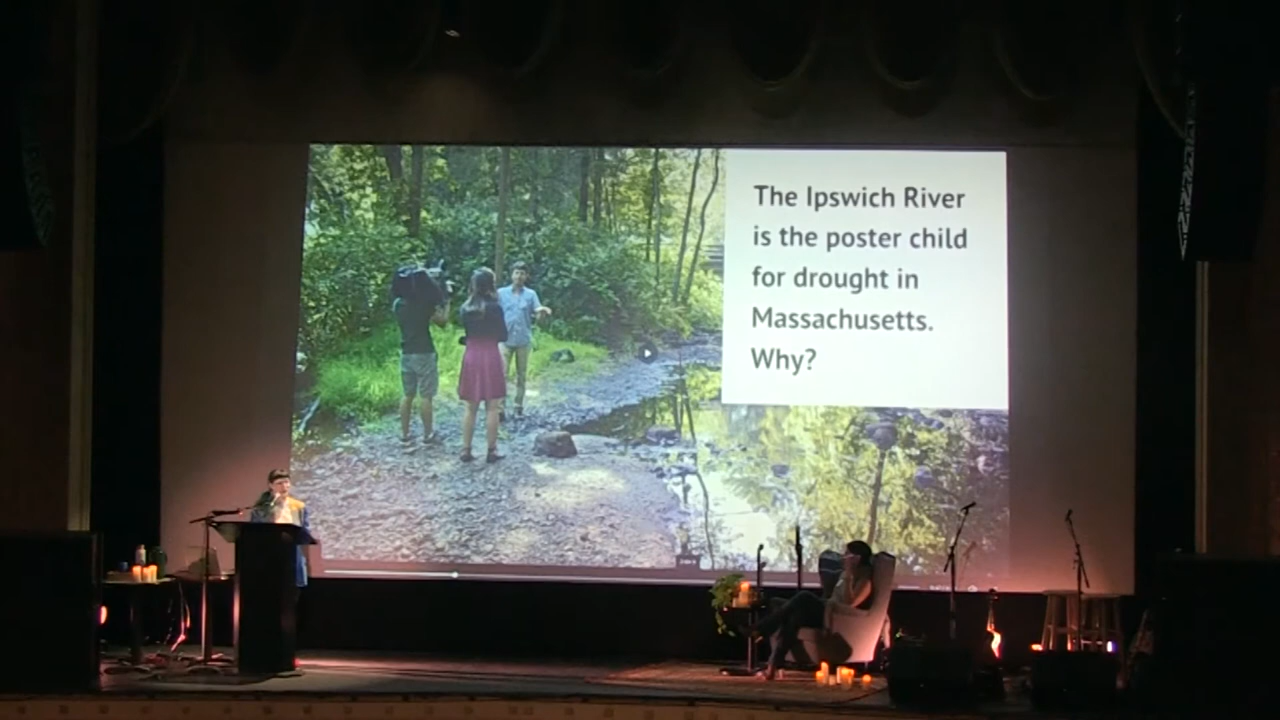 The Ipswich River
is the poster child
for drought in
Massachusetts.
Why?